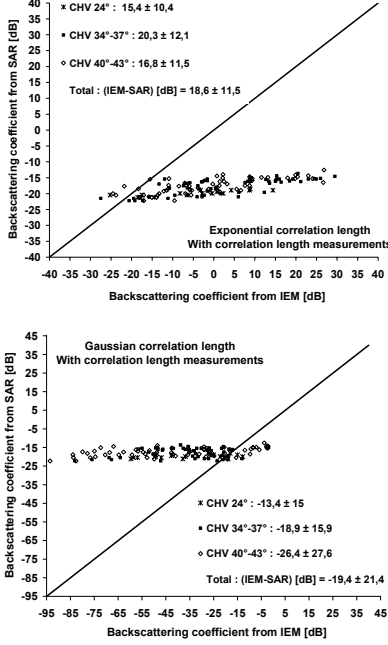 40
35
30
25
20
15
10
5
0
-5
-10
-15
-20
-25
-30
-35
-40
Backscattering coefficient from SAR [dB]
CHV 24° : 15,4 ± 10,4
CHV 34°-37° : 20,3 ± 12,1
CHV 40°-43° : 16,8 ± 11,5
Total : (IEM-SAR) [dB] = 18,6 ± 11,5
Exponential correlation length
With correlation length measurements
-40 -35 -30 -25 -20 -15 -10 -5 0 5 10 15 20 25 30 35 40
Backscattering coefficient from IEM [dB]
45
35
25
15
5
-5
-15
-25
-35
-45
-55
-65
-75
-85
-95
Backscattering coefficient from SAR [dB]
Gaussian correlation length
With correlation length measurements
CHV 24° : -13,4 ± 15
CHV 34°-37° : -18,9 ± 15,9
CHV 40°-43° : -26,4 ± 27,6
Total : (IEM-SAR) [dB] = -19,4 ± 21,4
-95 -85 -75 -65 -55 -45 -35 -25 -15 -5 5 15 25 35 45
Backscattering coefficient from IEM [dB]